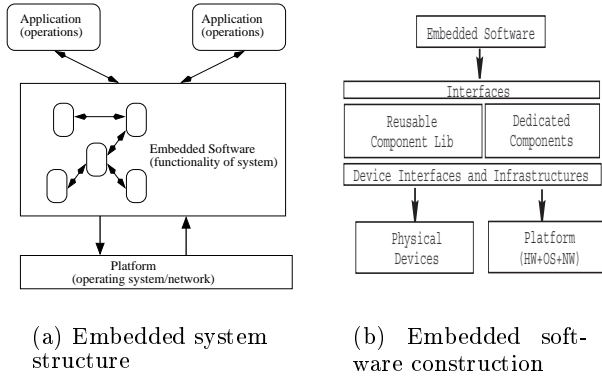 Application
(operations)
Application
(operations)
Embedded Software
(functionality of system)
Platform
(operating system/network)
(a) Embedded system
structure
Embedded Software
Interfaces
Reusable
Component Lib
Dedicated
Components
Device Interfaces and Infrastructures
Physical
Devices
Platform
(HW+OS+NW)
(b) Embedded soft-
ware construction